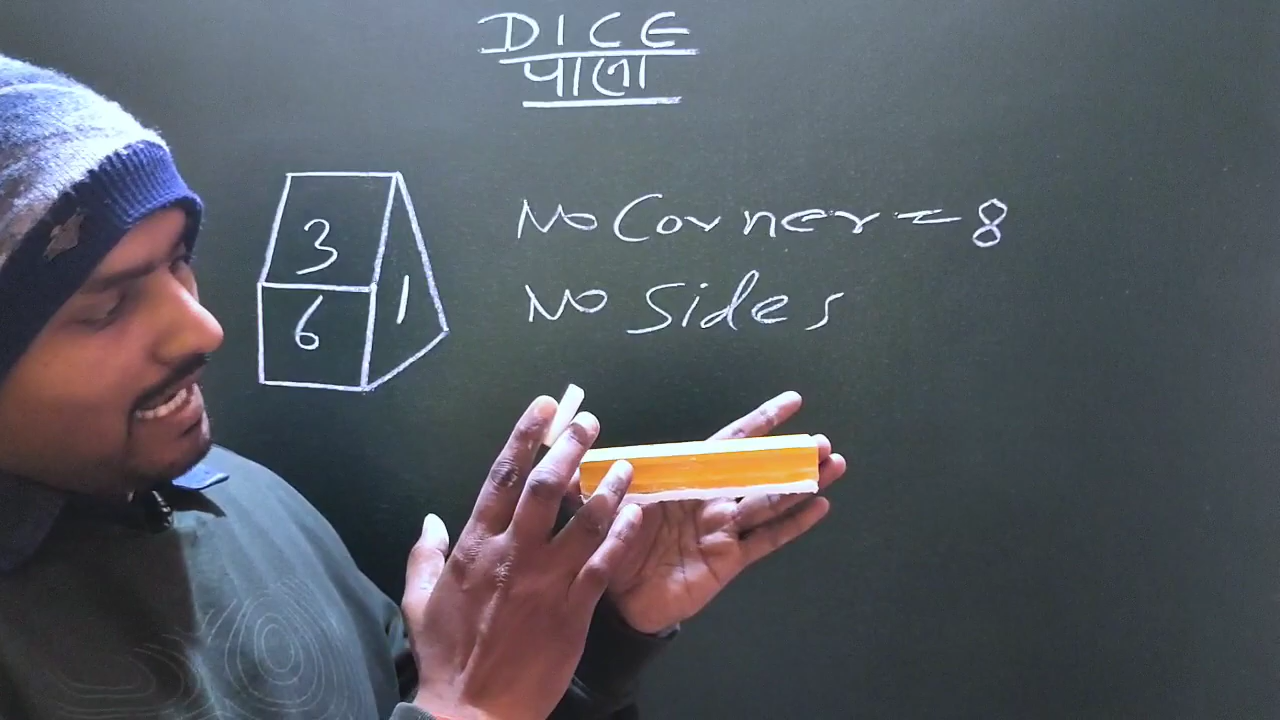 DICE
पाला
3
6
1
No Corner = 8
No Sides